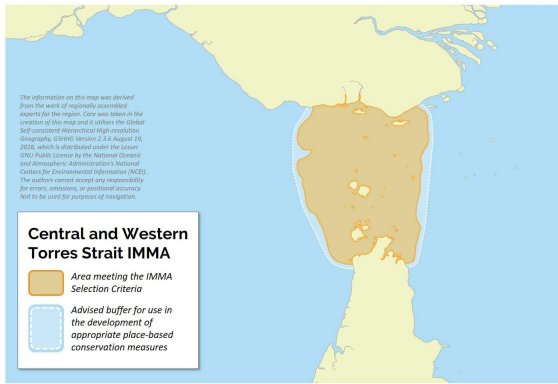 The information on this map was derived
from the work of regionally assembled
experts for the region. Care was taken in the
creation of this map and it utilises the Global
Self-consistent Hierarchical High-resolution
Geography, GSHHG Version 2.3.6 August 19,
2016, which is distributed under the Lesser
GNU Public License by the National Oceanic
and Atmospheric Administration's National
Centers for Environmental Information (NCEI).
The authors cannot accept any responsibility
for errors, omissions, or positional accuracy.
Not to be used for purposes of navigation.
Central and Western
Torres Strait IMMA
Area meeting the IMMA
Selection Criteria
Advised buffer for use in
the development of
appropriate place-based
conservation measures